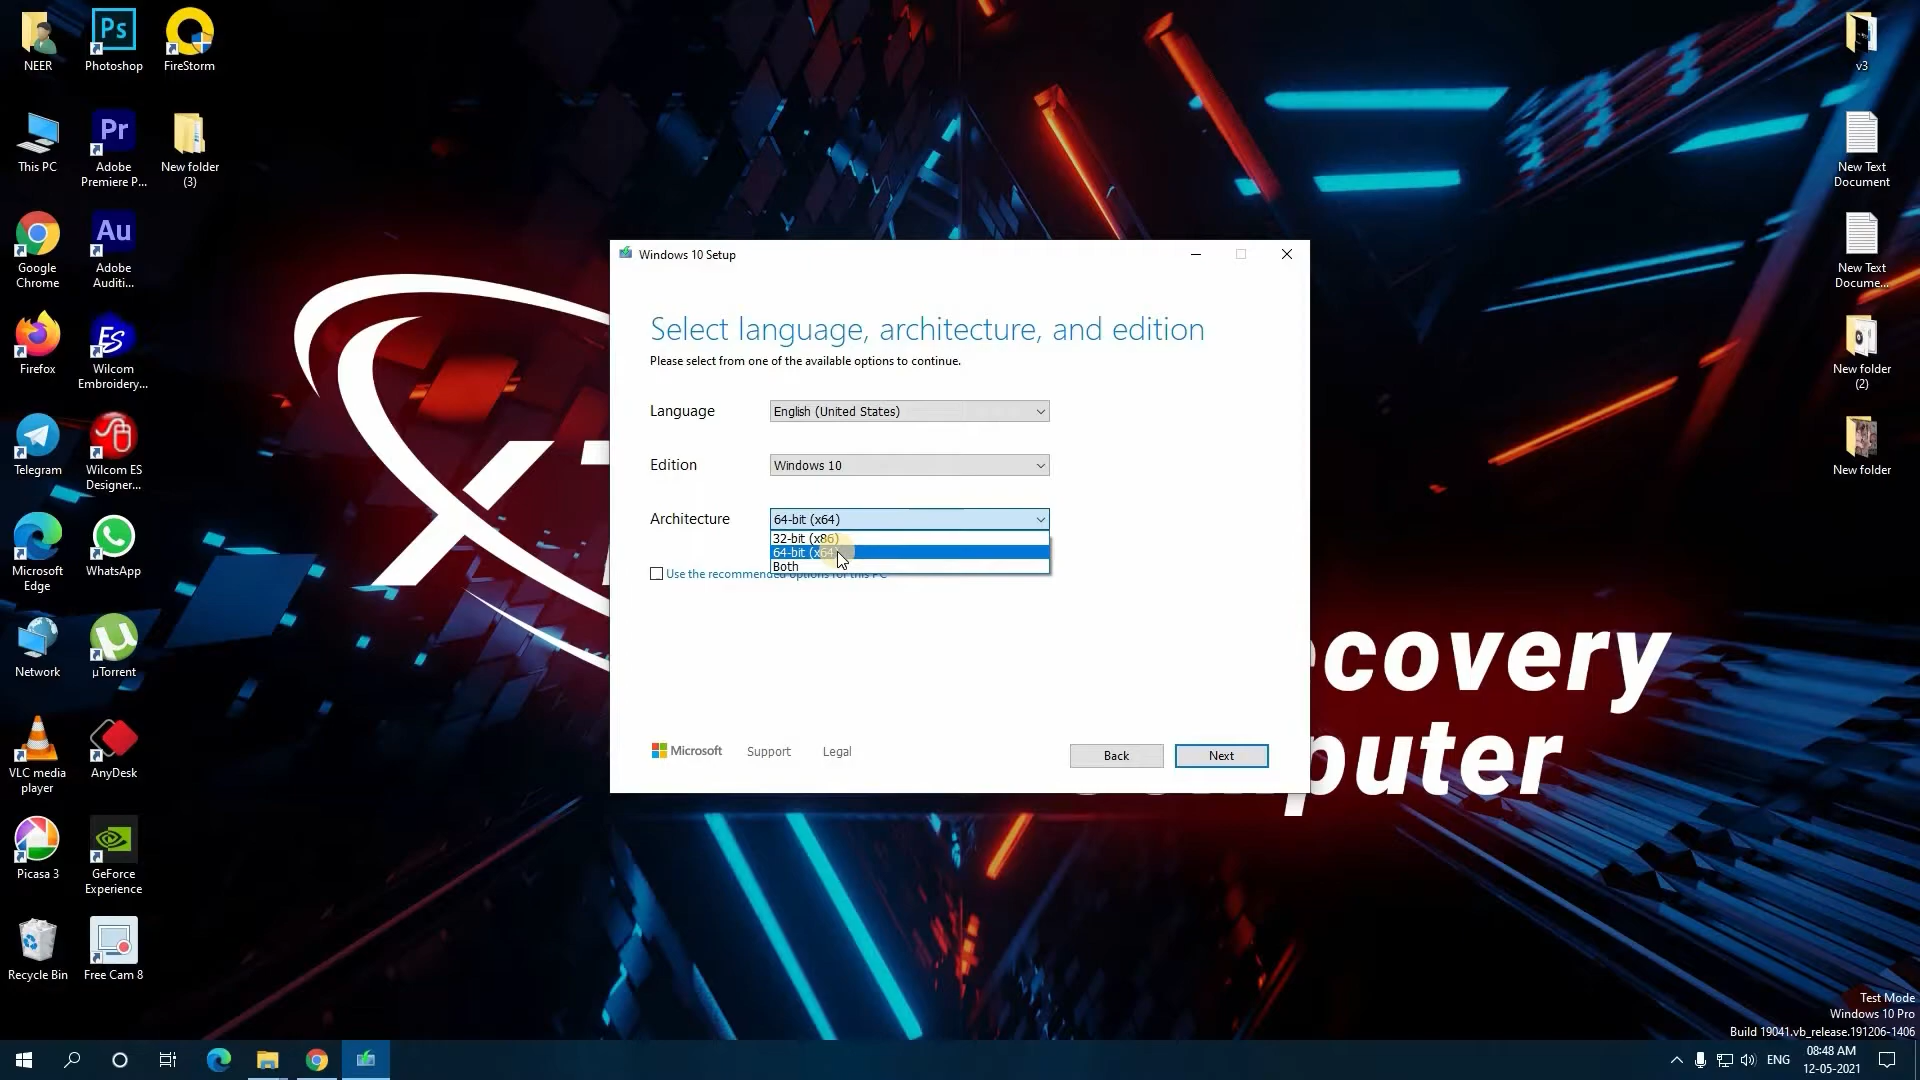 NEER
Photoshop
FireStorm
This PC
Adobe
Premiere P...
New folder
(3)
Google
Chrome
Adobe
Auditi...
Firefox
Wilcom
Embroidery...
Telegram
Wilcom ES
Designer...
Microsoft
Edge
WhatsApp
Network
µTorrent
VLC media
player
AnyDesk
Picasa 3
GeForce
Experience
Recycle Bin
Free Cam 8
Ps
Pr
Au
ES
Windows 10 Setup
Select language, architecture, and edition
Please select from one of the available options to continue.
Language
English (United States)
Edition
Windows 10
Architecture
64-bit (x64)
32-bit (x86)
64-bit (x64
Both
Use the recommended options for this PC
Microsoft
Support
Legal
Back
Next
ecovery
puter
v3
New Text
Document
New Text
Docume...
New folder
(2)
New folder
Test Mode
Windows 10 Pro
Build 19041.vb_release.191206-1406
ENG
08:48 AM
12-05-2021